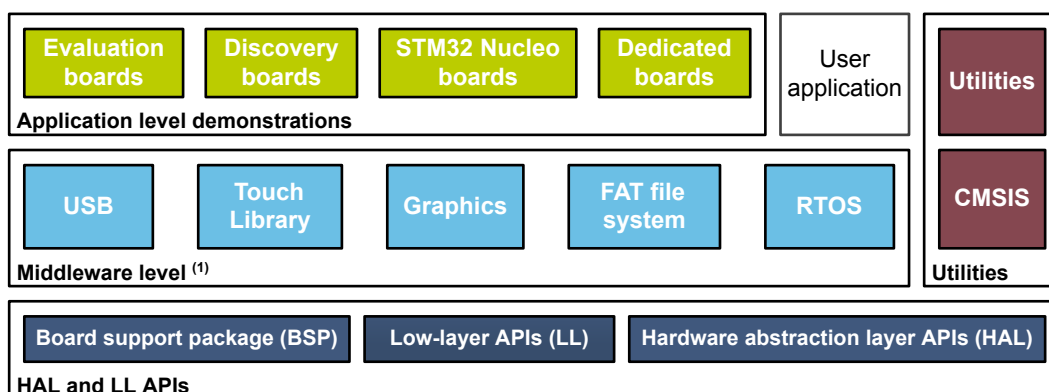 Evaluation
boards
Discovery
boards
STM32 Nucleo
boards
Dedicated
boards
Application level demonstrations
User
application
Utilities
USB
Touch
Library
Graphics
FAT file
system
RTOS
Middleware level (1)
CMSIS
Utilities
Board support package (BSP)
Low-layer APIs (LL)
Hardware abstraction layer APIs (HAL)
HAL and LL APIs